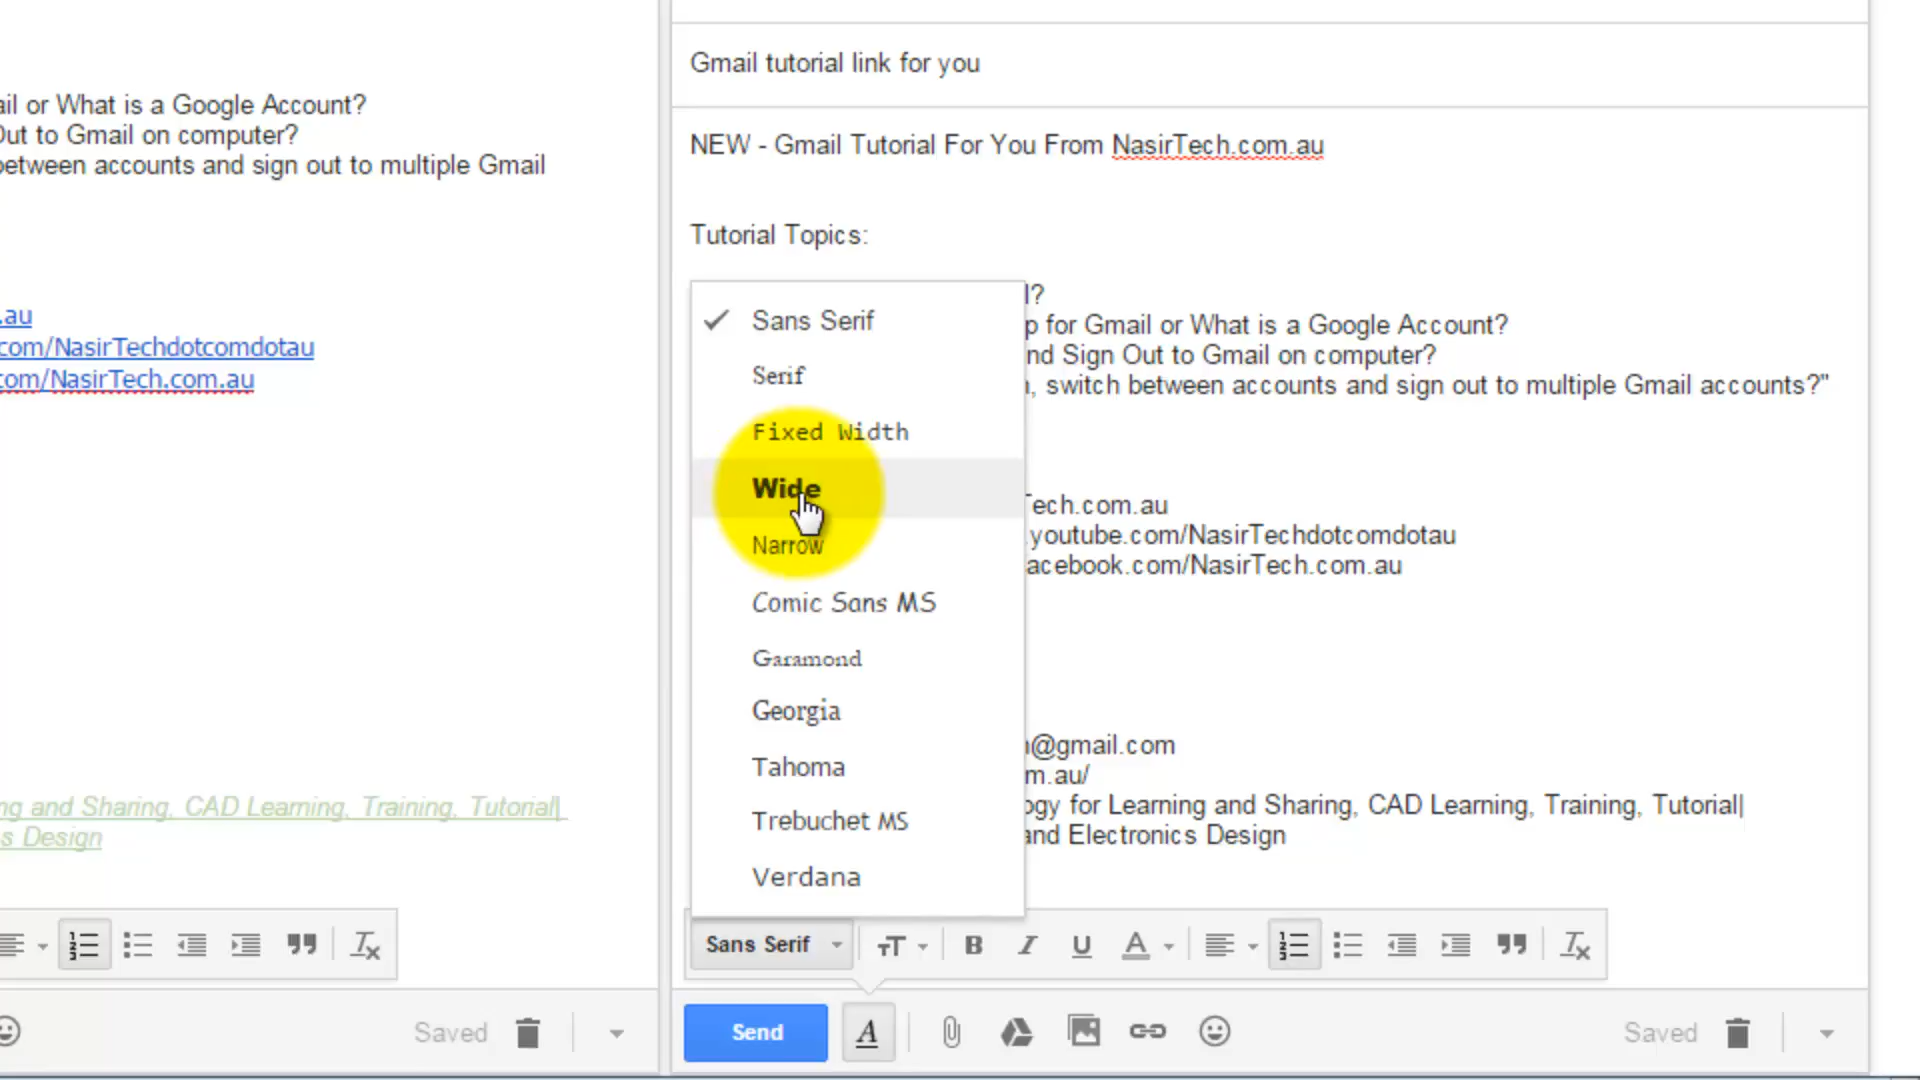 ail or What is a Google Account?
Out to Gmail on computer?
between accounts and sign out to multiple Gmail
.au
com/NasirTechdotcomdotau
com/NasirTech.com.au
ng and Sharing, CAD Learning, Training, Tutorial|
s Design
Saved
Gmail tutorial link for you
NEW - Gmail Tutorial For You From NasirTech.com.au
Tutorial Topics:
l?
p for Gmail or What is a Google Account?
nd Sign Out to Gmail on computer?
, switch between accounts and sign out to multiple Gmail accounts?"
Tech.com.au
.youtube.com/NasirTechdotcomdotau
acebook.com/NasirTech.com.au
@gmail.com
m.au/
ogy for Learning and Sharing, CAD Learning, Training, Tutorial|
and Electronics Design
Sans Serif
Serif
Fixed Width
Wide
Narrow
Comic Sans MS
Garamond
Georgia
Tahoma
Trebuchet MS
Verdana
Sans Serif
Send
Saved